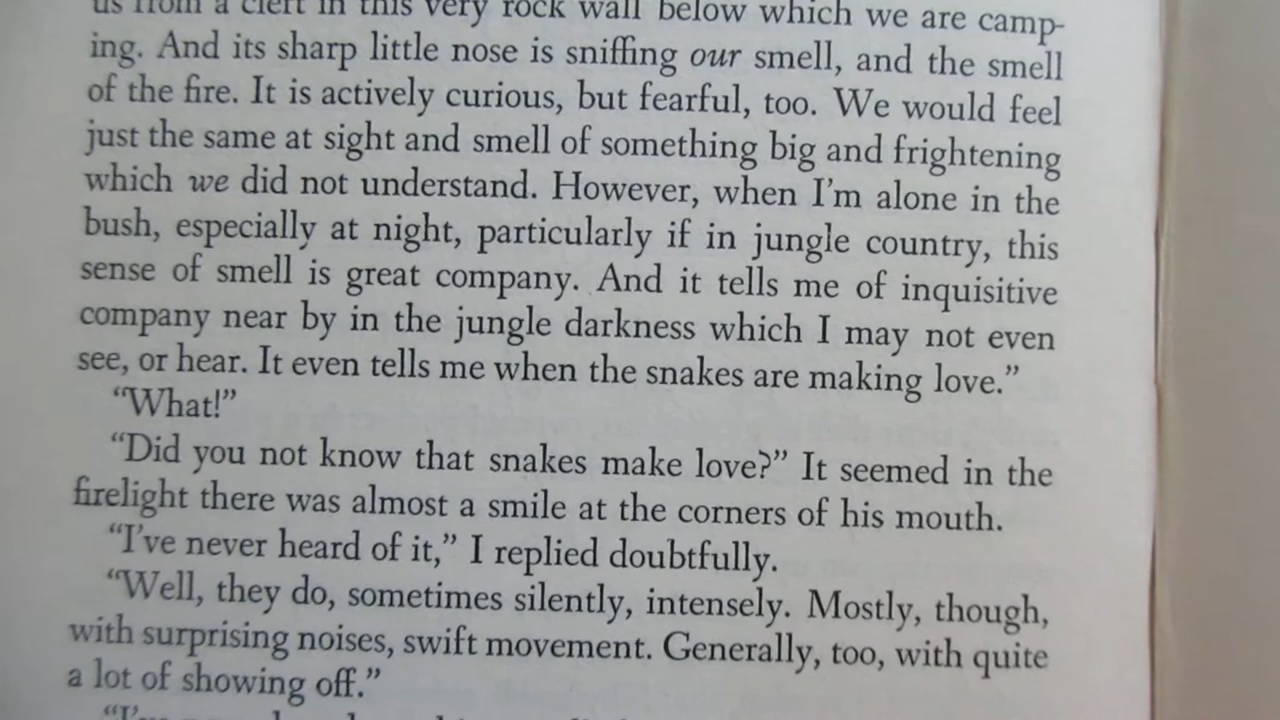 us from a cleft in this very rock wall below which we are camp-
ing. And its sharp little nose is sniffing our smell, and the smell
of the fire. It is actively curious, but fearful, too. We would feel
just the same at sight and smell of something big and frightening
which we did not understand. However, when I'm alone in the
bush, especially at night, particularly if in jungle country, this
sense of smell is great company. And it tells me of inquisitive
company near by in the jungle darkness which I may not even
see, or hear. It even tells me when the snakes are making love.”
“What!”
“Did you not know that snakes make love?” It seemed in the
firelight there was almost a smile at the corners of his mouth.
“I've never heard of it,” I replied doubtfully.
“Well, they do, sometimes silently, intensely. Mostly, though,
with surprising noises, swift movement. Generally, too, with quite
a lot of showing off.”